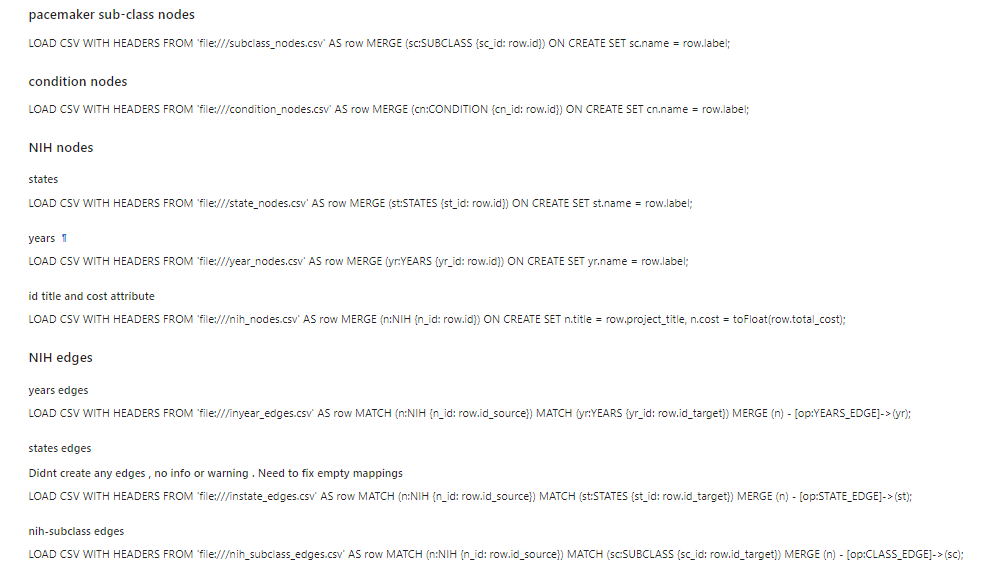 pacemaker sub-class nodes
LOAD CSV WITH HEADERS FROM 'file:///subclass_nodes.csv' AS row MERGE (sc:SUBCLASS {sc_id: row.id}) ON CREATE SET sc.name = row.label;
condition nodes
LOAD CSV WITH HEADERS FROM 'file:///condition_nodes.csv' AS row MERGE (cn:CONDITION {cn_id: row.id}) ON CREATE SET cn.name = row.label;
NIH nodes
states
LOAD CSV WITH HEADERS FROM 'file:///state_nodes.csv' AS row MERGE (st:STATES {st_id: row.id}) ON CREATE SET st.name = row.label;
years ¶
LOAD CSV WITH HEADERS FROM 'file:///year_nodes.csv' AS row MERGE (yr:YEARS {yr_id: row.id}) ON CREATE SET yr.name = row.label;
id title and cost attribute
LOAD CSV WITH HEADERS FROM 'file:///nih_nodes.csv' AS row MERGE (n:NIH {n_id: row.id}) ON CREATE SET n.title = row.project_title, n.cost = toFloat(row.total_cost);
NIH edges
years edges
LOAD CSV WITH HEADERS FROM 'file:///inyear_edges.csv' AS row MATCH (n:NIH {n_id: row.id_source}) MATCH (yr:YEARS {yr_id: row.id_target}) MERGE (n) - [op:YEARS_EDGE]->(yr);
states edges
Didnt create any edges , no info or warning . Need to fix empty mappings
LOAD CSV WITH HEADERS FROM 'file:///instate_edges.csv' AS row MATCH (n:NIH {n_id: row.id_source}) MATCH (st:STATES {st_id: row.id_target}) MERGE (n) - [op:STATE_EDGE]->(st);
nih-subclass edges
LOAD CSV WITH HEADERS FROM 'file:///nih_subclass_edges.csv' AS row MATCH (n:NIH {n_id: row.id_source}) MATCH (sc:SUBCLASS {sc_id: row.id_target}) MERGE (n) - [op:CLASS_EDGE]->(sc);